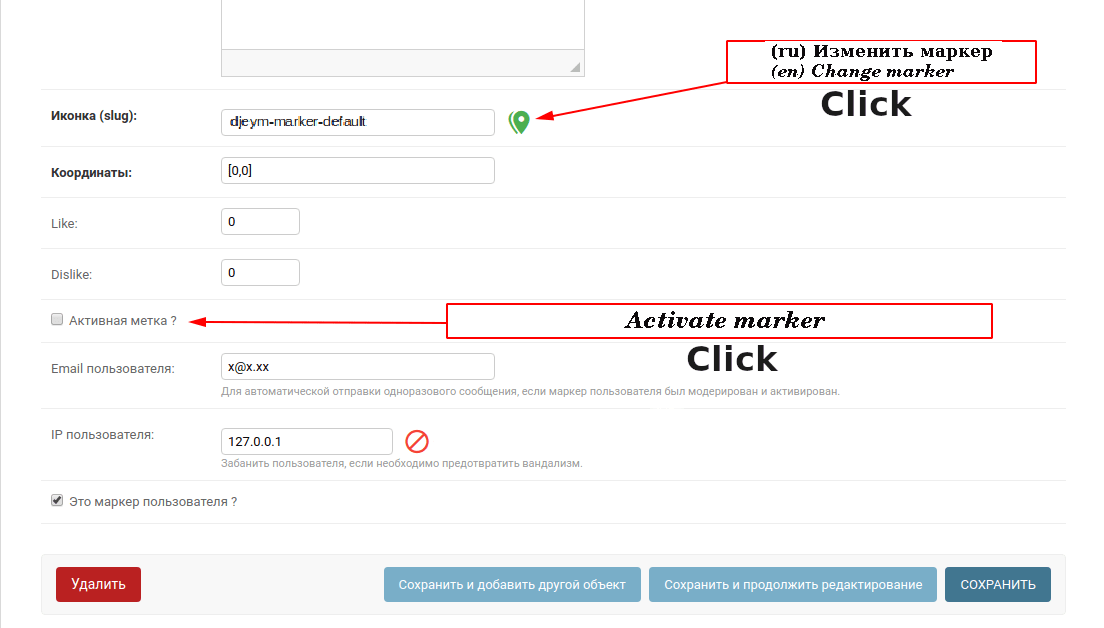 (ru) Изменить маркер
(en) Change marker
Click
Иконка (slug):
djeym-marker-default
Координаты:
[0,0]
Like:
0
Dislike:
0
Активная метка ?
Activate marker
Click
Email пользователя:
x@x.xx
Для автоматической отправки одноразового сообщения, если маркер пользователя был модерирован и активирован.
IP пользователя:
127.0.0.1
Забанить пользователя, если необходимо предотвратить вандализм.
Это маркер пользователя ?
Удалить
Сохранить и добавить другой объект
Сохранить и продолжить редактирование
СОХРАНИТЬ